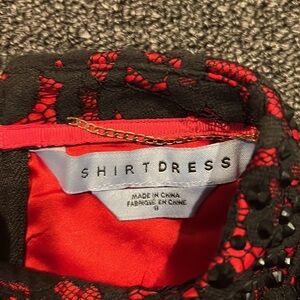 SHIRTDRESS
MADE IN CHINA
FABRIQUÉ EN CHINE